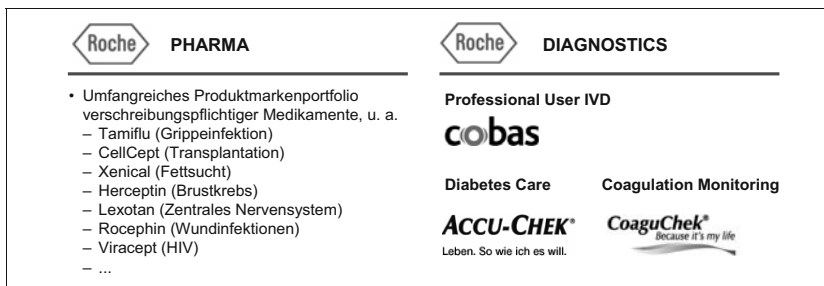 Roche PHARMA
• Umfangreiches Produktmarkenportfolio
verschreibungspflichtiger Medikamente, u. a.
– Tamiflu (Grippeinfektion)
– CellCept (Transplantation)
– Xenical (Fettsucht)
– Herceptin (Brustkrebs)
– Lexotan (Zentrales Nervensystem)
– Rocephin (Wundinfektionen)
– Viracept (HIV)
– ...
Roche DIAGNOSTICS
Professional User IVD
cobas
Diabetes Care
ACCU-CHEK®
Leben. So wie ich es will.
Coagulation Monitoring
CoaguChek®
Because it's my life